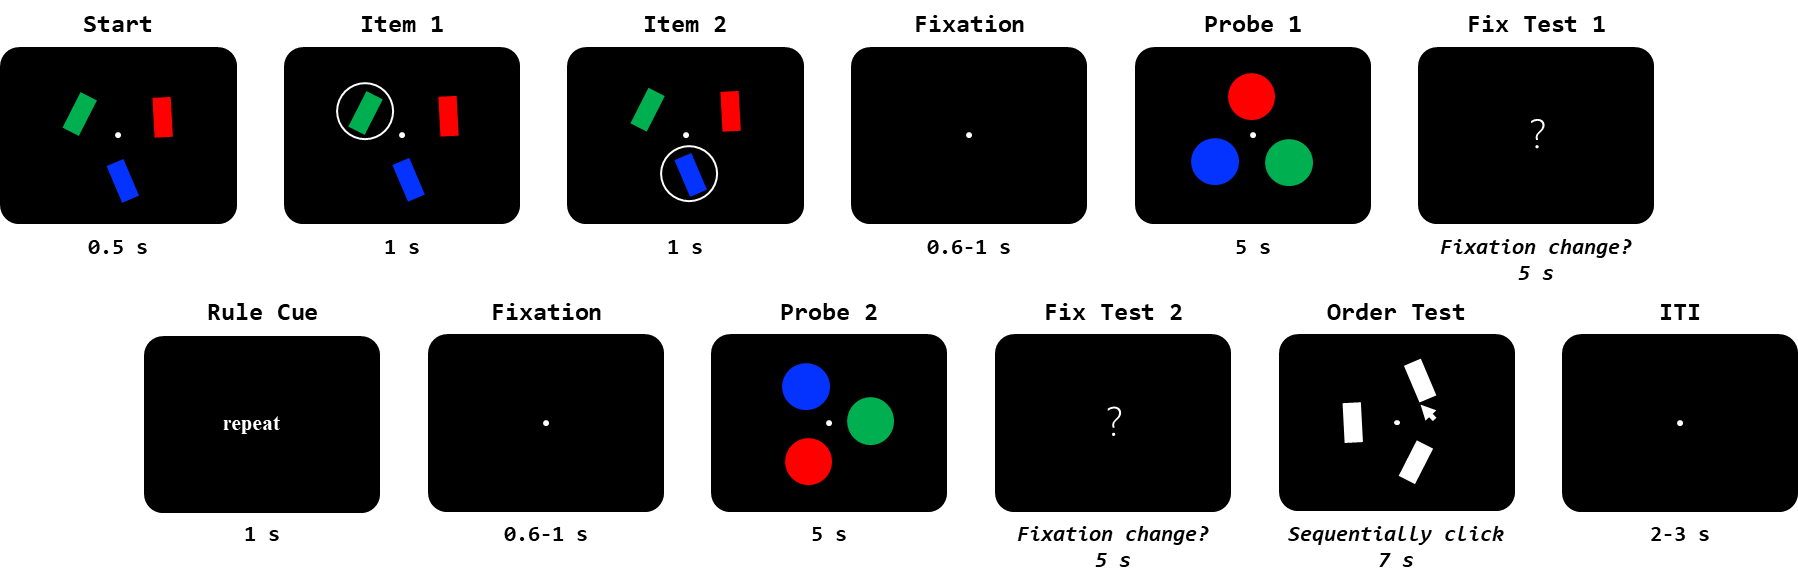 Start
Item 1
Item 2
Fixation
Probe 1
Fix Test 1
?
0.5 s
1 s
1 s
0.6-1 s
5 s
Fixation change?
5 s
Rule Cue
Fixation
Probe 2
Fix Test 2
Order Test
ITI
repeat
?
1 s
0.6-1 s
5 s
Fixation change?
5 s
Sequentially click
7 s
2-3 s